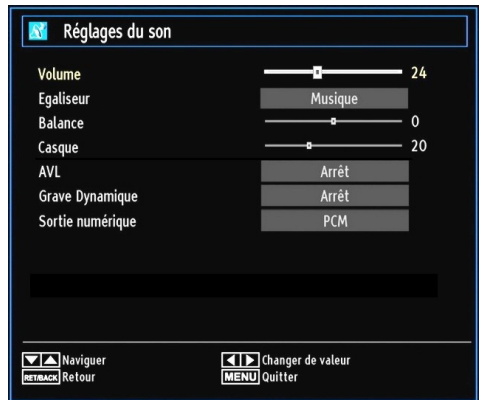 Réglages du son
Volume 24
Egaliseur Musique
Balance 0
Casque 20
AVL Arrêt
Grave Dynamique Arrêt
Sortie numérique PCM
Naviguer Changer de valeur
RET/BACK Retour MENU Quitter